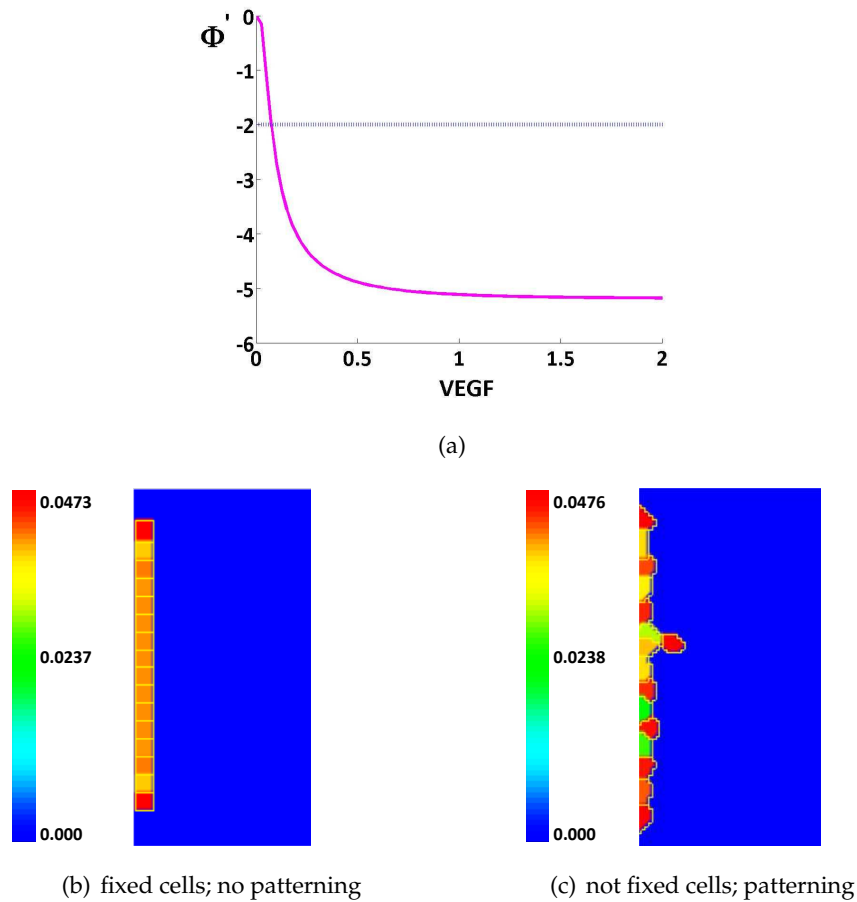 Φ'
0
-1
-2
-3
-4
-5
-6
0 0.5 1 1.5 2
VEGF
(a)
0.0473
0.0237
0.000
0.0476
0.0238
0.000
(b) fixed cells; no patterning
(c) not fixed cells; patterning